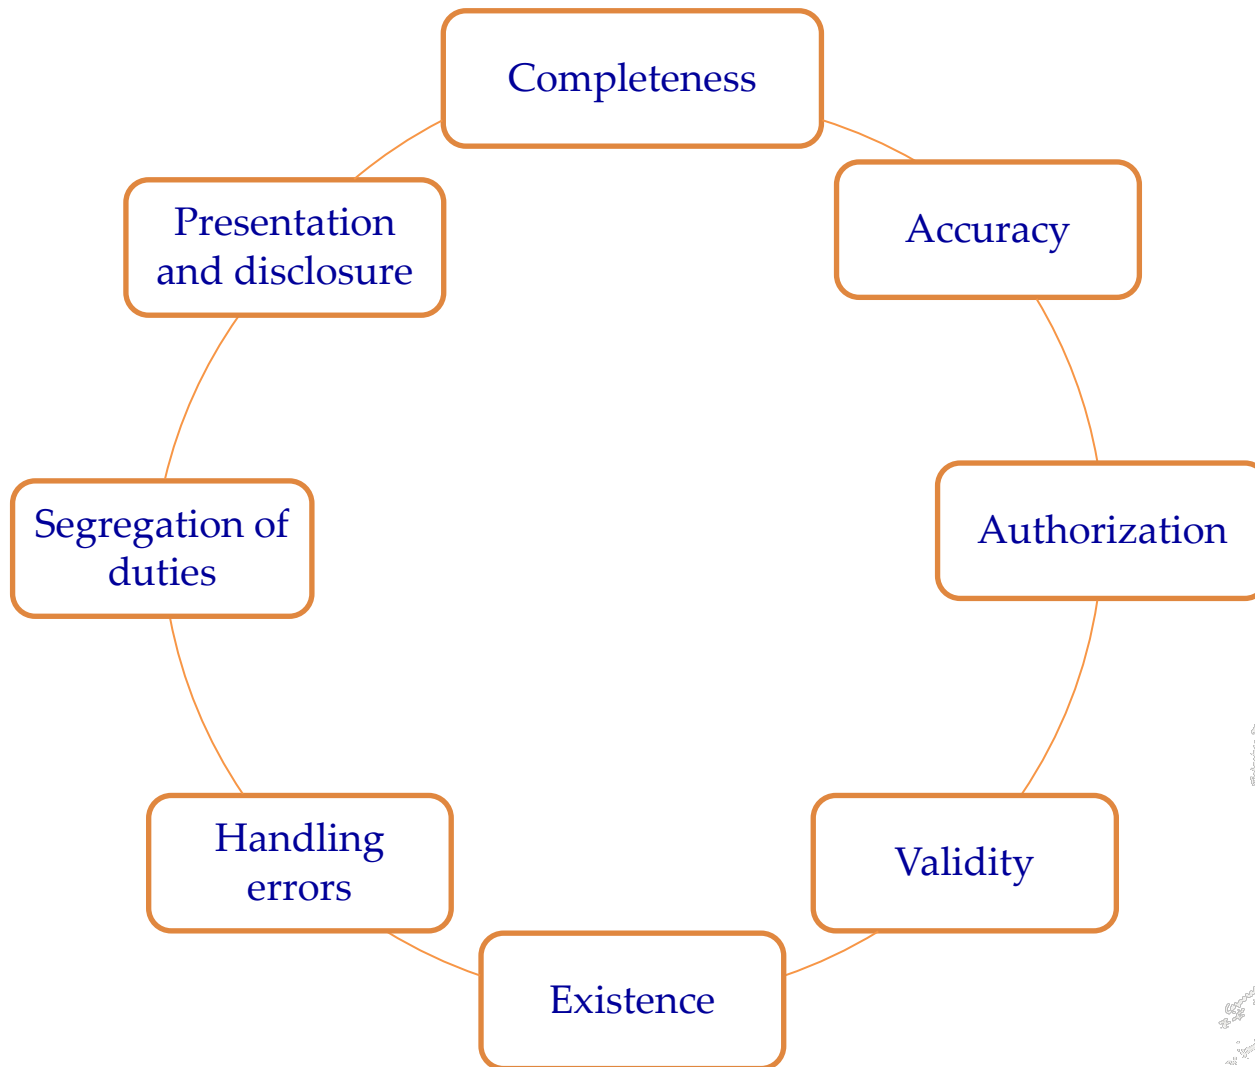 Completeness
Accuracy
Authorization
Validity
Existence
Handling
errors
Segregation of
duties
Presentation
and disclosure